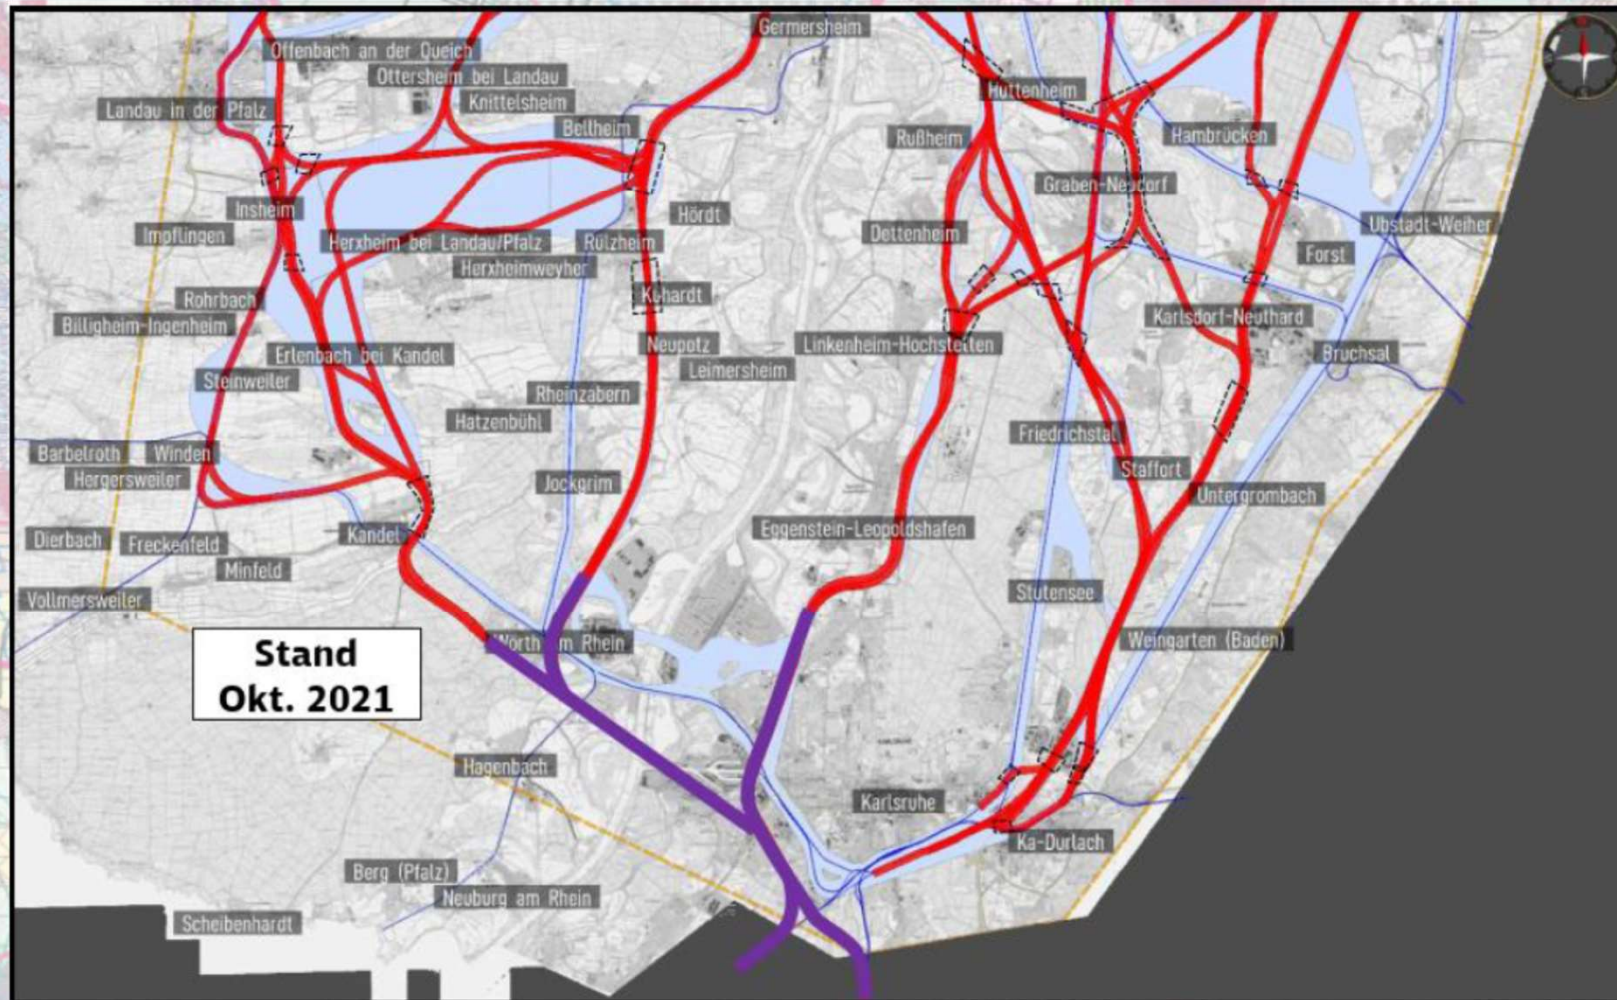 Germersheim
Offenbach an der Queich
Ottersheim bei Landau
Landau in der Pfalz
Knittelsheim
Bellheim
Huttenheim
Rußheim
Hambrücken
Graben-Neudorf
Insheim
Hördt
Impflingen
Herxheim bei Landau/Pfalz
Rülzheim
Dettenheim
Ubstadt-Weiher
Herxheimweyher
Forst
Rohrbach
Kuhardt
Billigheim-Ingenheim
Karlsdorf-Neuthard
Erlenbach bei Kandel
Neupotz
Linkenheim-Hochstetten
Bruchsal
Steinweiler
Leimersheim
Rheinzabern
Hatzenbühl
Friedrichstal
Barbelroth
Winden
Staffort
Hergersweiler
Jockgrim
Untergrombach
Kandel
Eggenstein-Leopoldshafen
Dierbach
Freckenfeld
Minfeld
Stutensee
Vollmersweiler
Wörth am Rhein
Weingarten (Baden)
Stand
Okt. 2021
Hagenbach
Karlsruhe
Ka-Durlach
Berg (Pfalz)
Neuburg am Rhein
Scheibenhardt